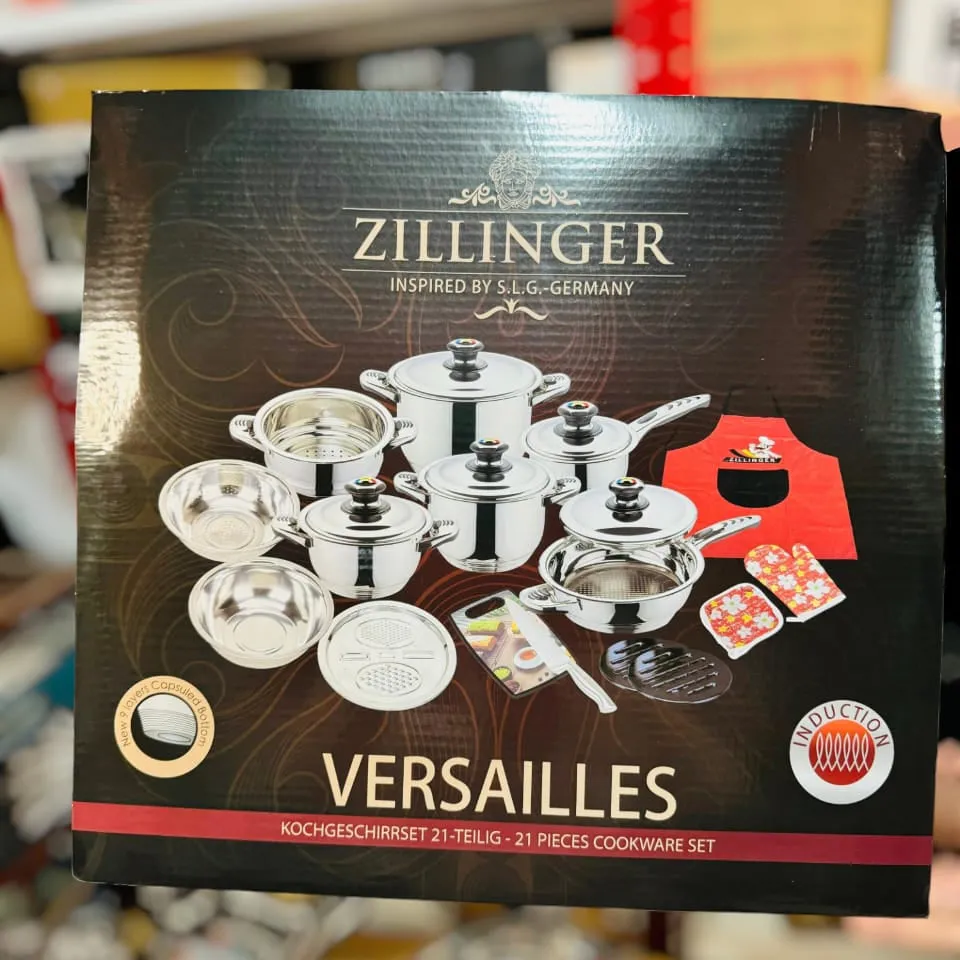 ZILLINGER
INSPIRED BY S.L.G.-GERMANY
ZILLINGER
New 9 layers Capsuled Bottom
INDUCTION
VERSAILLES
KOCHGESCHIRRSET 21-TEILIG - 21 PIECES COOKWARE SET